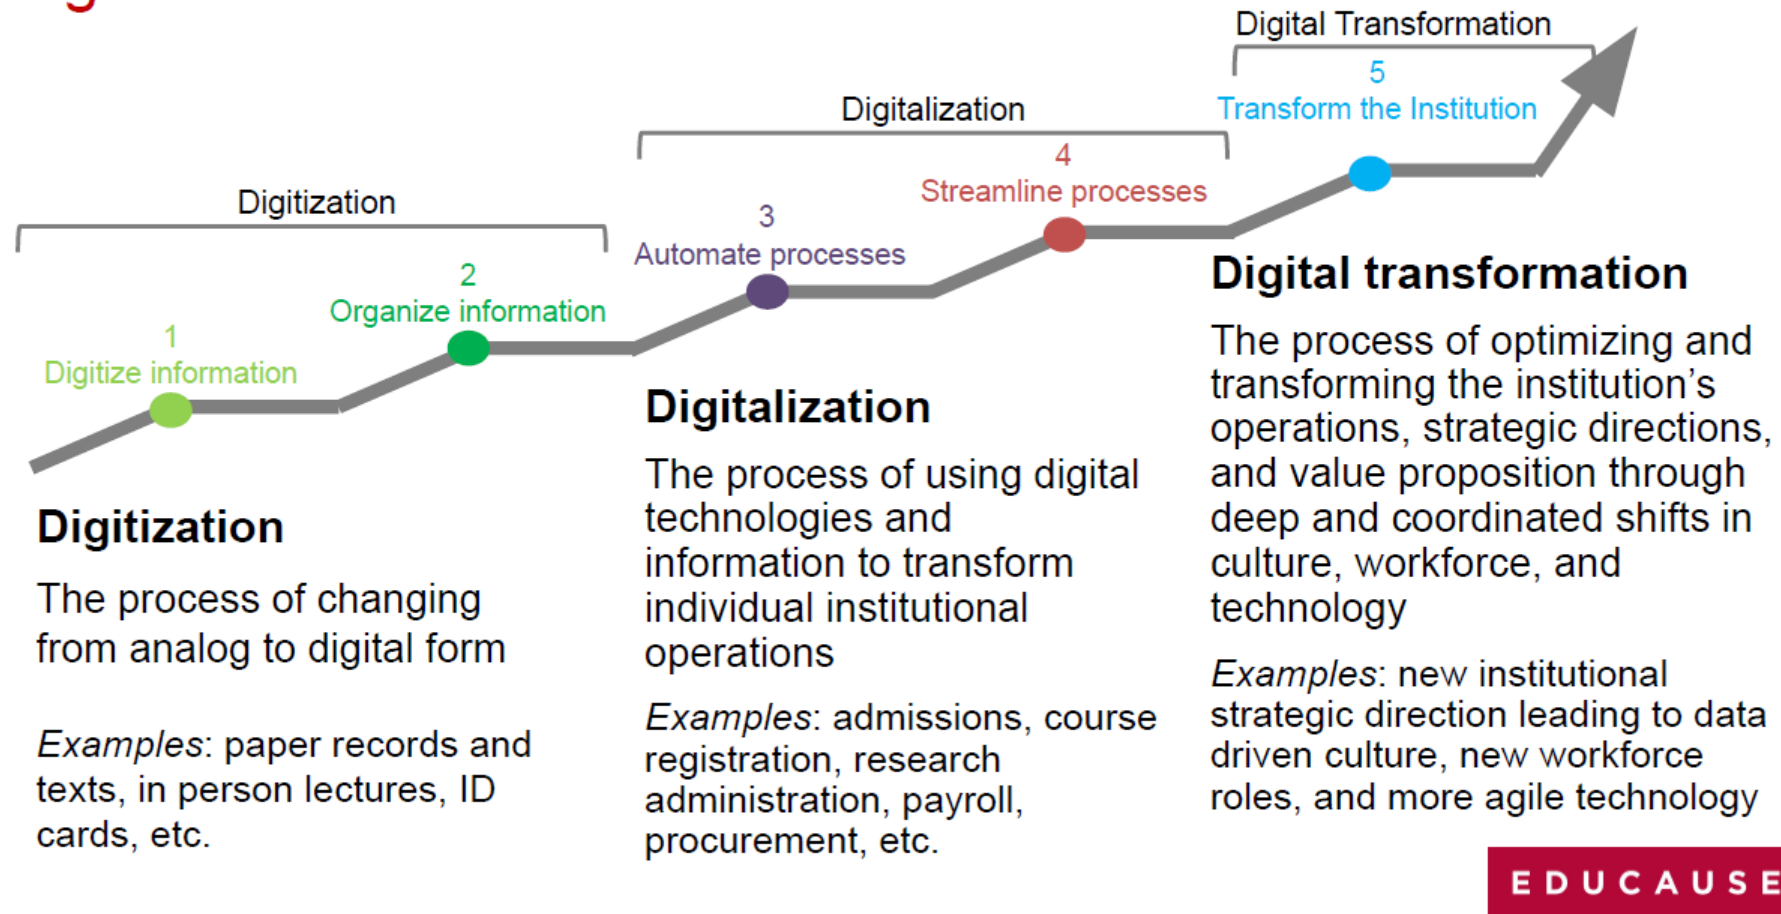 Digital Transformation
5
Transform the Institution
Digitalization
4
Streamline processes
Digitization
3
Automate processes
2
Organize information
1
Digitize information
Digitization
The process of changing
from analog to digital form
Examples: paper records and
texts, in person lectures, ID
cards, etc.
Digitalization
The process of using digital
technologies and
information to transform
individual institutional
operations
Examples: admissions, course
registration, research
administration, payroll,
procurement, etc.
Digital transformation
The process of optimizing and
transforming the institution’s
operations, strategic directions,
and value proposition through
deep and coordinated shifts in
culture, workforce, and
technology
Examples: new institutional
strategic direction leading to data
driven culture, new workforce
roles, and more agile technology
EDUCAUSE